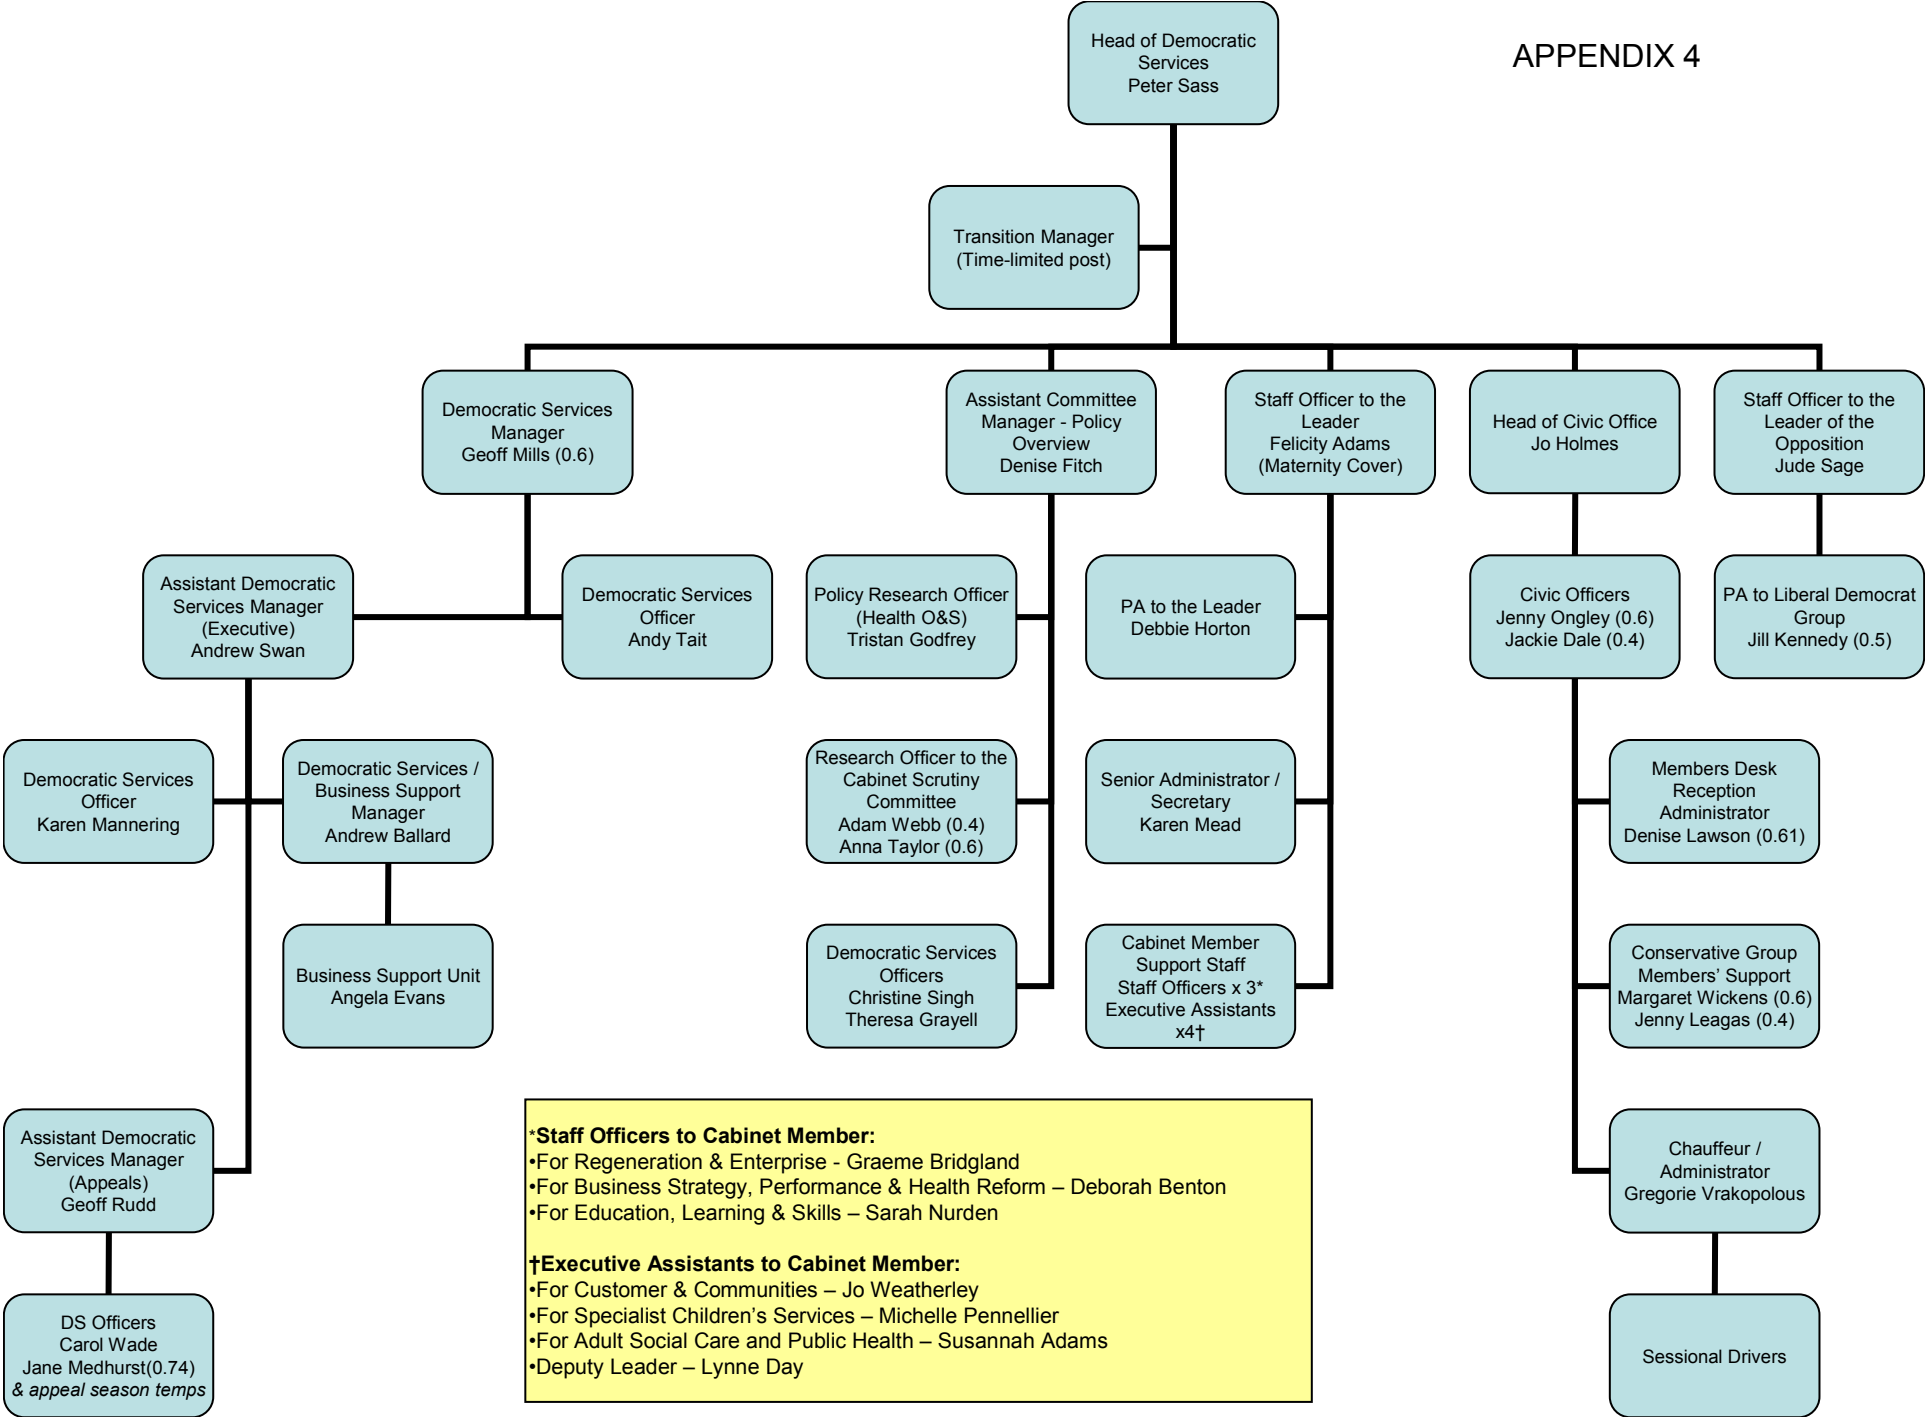 APPENDIX 4
Head of Democratic
Services
Peter Sass
Transition Manager
(Time-limited post)
Democratic Services
Manager
Geoff Mills (0.6)
Assistant Committee
Manager - Policy
Overview
Denise Fitch
Staff Officer to the
Leader
Felicity Adams
(Maternity Cover)
Head of Civic Office
Jo Holmes
Staff Officer to the
Leader of the
Opposition
Jude Sage
Assistant Democratic
Services Manager
(Executive)
Andrew Swan
Democratic Services
Officer
Andy Tait
Policy Research Officer
(Health O&S)
Tristan Godfrey
PA to the Leader
Debbie Horton
Civic Officers
Jenny Ongley (0.6)
Jackie Dale (0.4)
PA to Liberal Democrat
Group
Jill Kennedy (0.5)
Democratic Services
Officer
Karen Mannering
Democratic Services /
Business Support
Manager
Andrew Ballard
Research Officer to the
Cabinet Scrutiny
Committee
Adam Webb (0.4)
Anna Taylor (0.6)
Senior Administrator /
Secretary
Karen Mead
Members Desk
Reception
Administrator
Denise Lawson (0.61)
Business Support Unit
Angela Evans
Democratic Services
Officers
Christine Singh
Theresa Grayell
Cabinet Member
Support Staff
Staff Officers x 3*
Executive Assistants
x4†
Conservative Group
Members’ Support
Margaret Wickens (0.6)
Jenny Leagas (0.4)
Assistant Democratic
Services Manager
(Appeals)
Geoff Rudd
Chauffeur /
Administrator
Gregorie Vrakopolous
DS Officers
Carol Wade
Jane Medhurst(0.74)
& appeal season temps
Sessional Drivers
*Staff Officers to Cabinet Member:
•For Regeneration & Enterprise - Graeme Bridgland
•For Business Strategy, Performance & Health Reform – Deborah Benton
•For Education, Learning & Skills – Sarah Nurden
†Executive Assistants to Cabinet Member:
•For Customer & Communities – Jo Weatherley
•For Specialist Children’s Services – Michelle Pennellier
•For Adult Social Care and Public Health – Susannah Adams
•Deputy Leader – Lynne Day